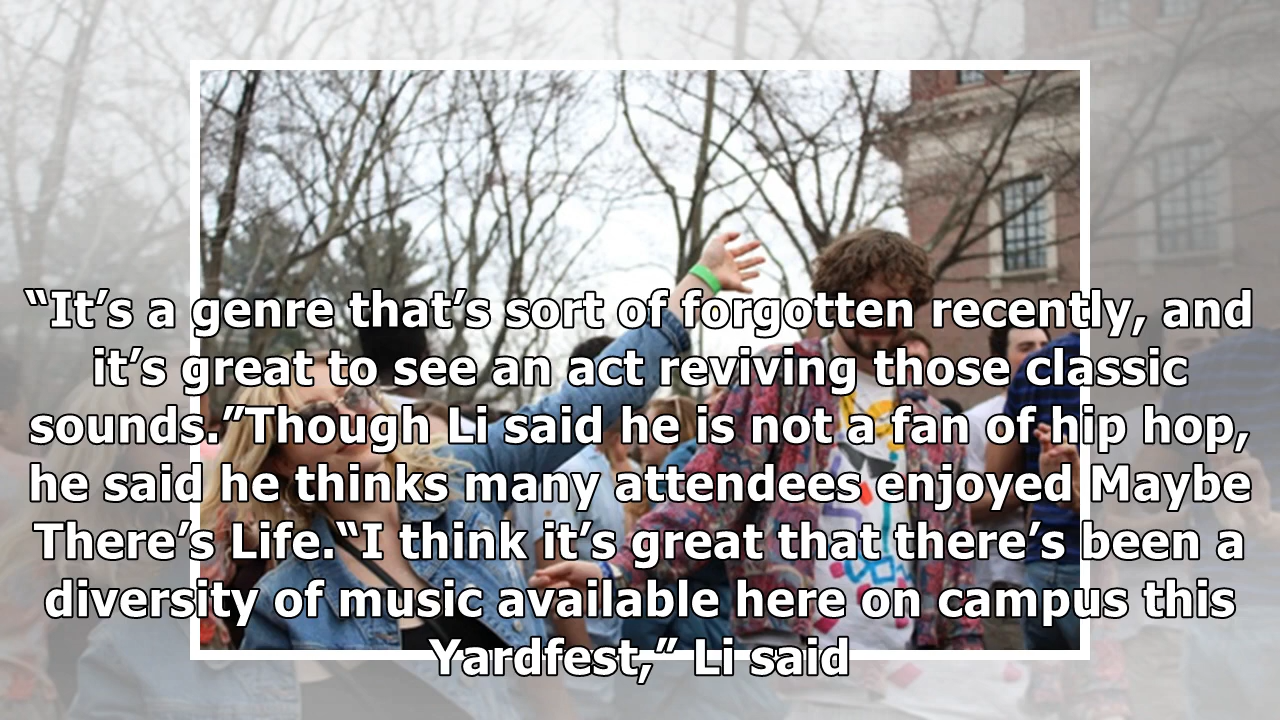 “It’s a genre that’s sort of forgotten recently, and
it’s great to see an act reviving those classic
sounds.”Though Li said he is not a fan of hip hop,
he said he thinks many attendees enjoyed Maybe
There’s Life.“I think it’s great that there’s been a
diversity of music available here on campus this
Yardfest,” Li said